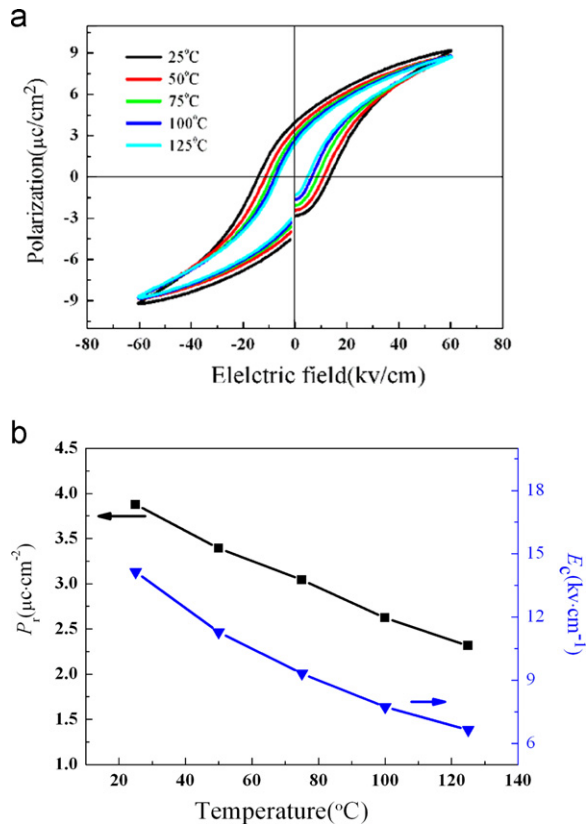 a
9
6
3
0
-3
-6
-9
Polarization(μc/cm²)
25°C
50°C
75°C
100°C
125°C
-80 -60 -40 -20 0 20 40 60 80
Elelctric field(kv/cm)
b
4.5
4.0
3.5
3.0
2.5
2.0
1.5
1.0
Pr(μc·cm⁻²)
18
15
12
9
6
Ec(kv·cm⁻¹)
20 40 60 80 100 120 140
Temperature(°C)